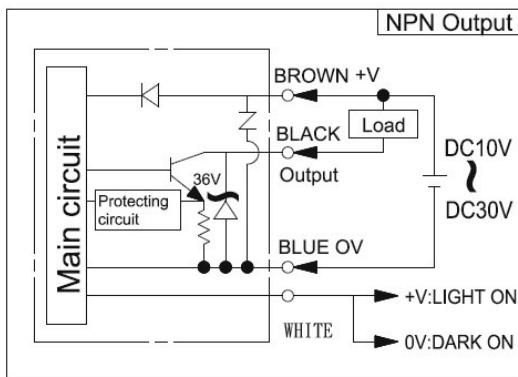 NPN Output
BROWN +V
BLACK
Load
Output
DC10V
DC30V
36V
Main circuit
Protecting
circuit
BLUE OV
+V:LIGHT ON
WHITE
0V:DARK ON